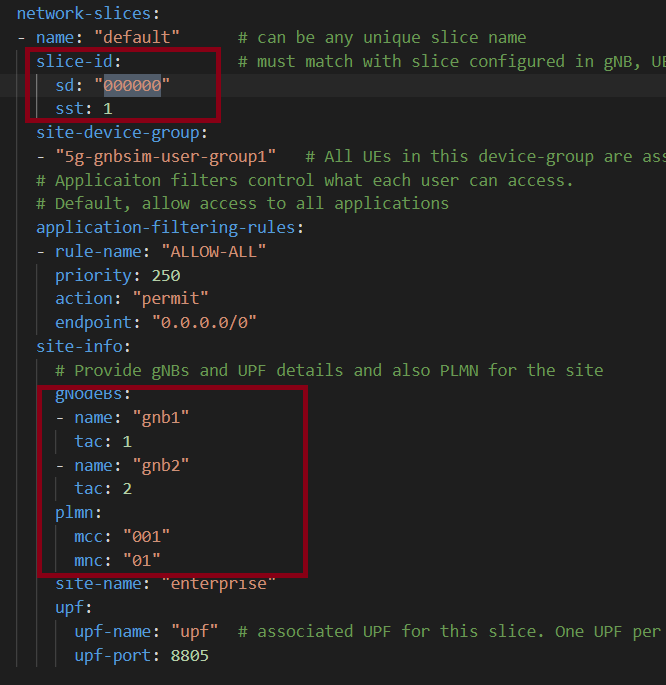 network-slices:
- name: "default"      # can be any unique slice name
  slice-id:            # must match with slice configured in gNB, UE
    sd: "000000"
    sst: 1
  site-device-group:
  - "5g-gnbsim-user-group1"   # All UEs in this device-group are ass
  # Applicaiton filters control what each user can access.
  # Default, allow access to all applications
  application-filtering-rules:
  - rule-name: "ALLOW-ALL"
    priority: 250
    action: "permit"
    endpoint: "0.0.0.0/0"
  site-info:
    # Provide gNBs and UPF details and also PLMN for the site
    gNodeBs:
    - name: "gnb1"
      tac: 1
    - name: "gnb2"
      tac: 2
    plmn:
      mcc: "001"
      mnc: "01"
    site-name: "enterprise"
    upf:
      upf-name: "upf"  # associated UPF for this slice. One UPF per
      upf-port: 8805